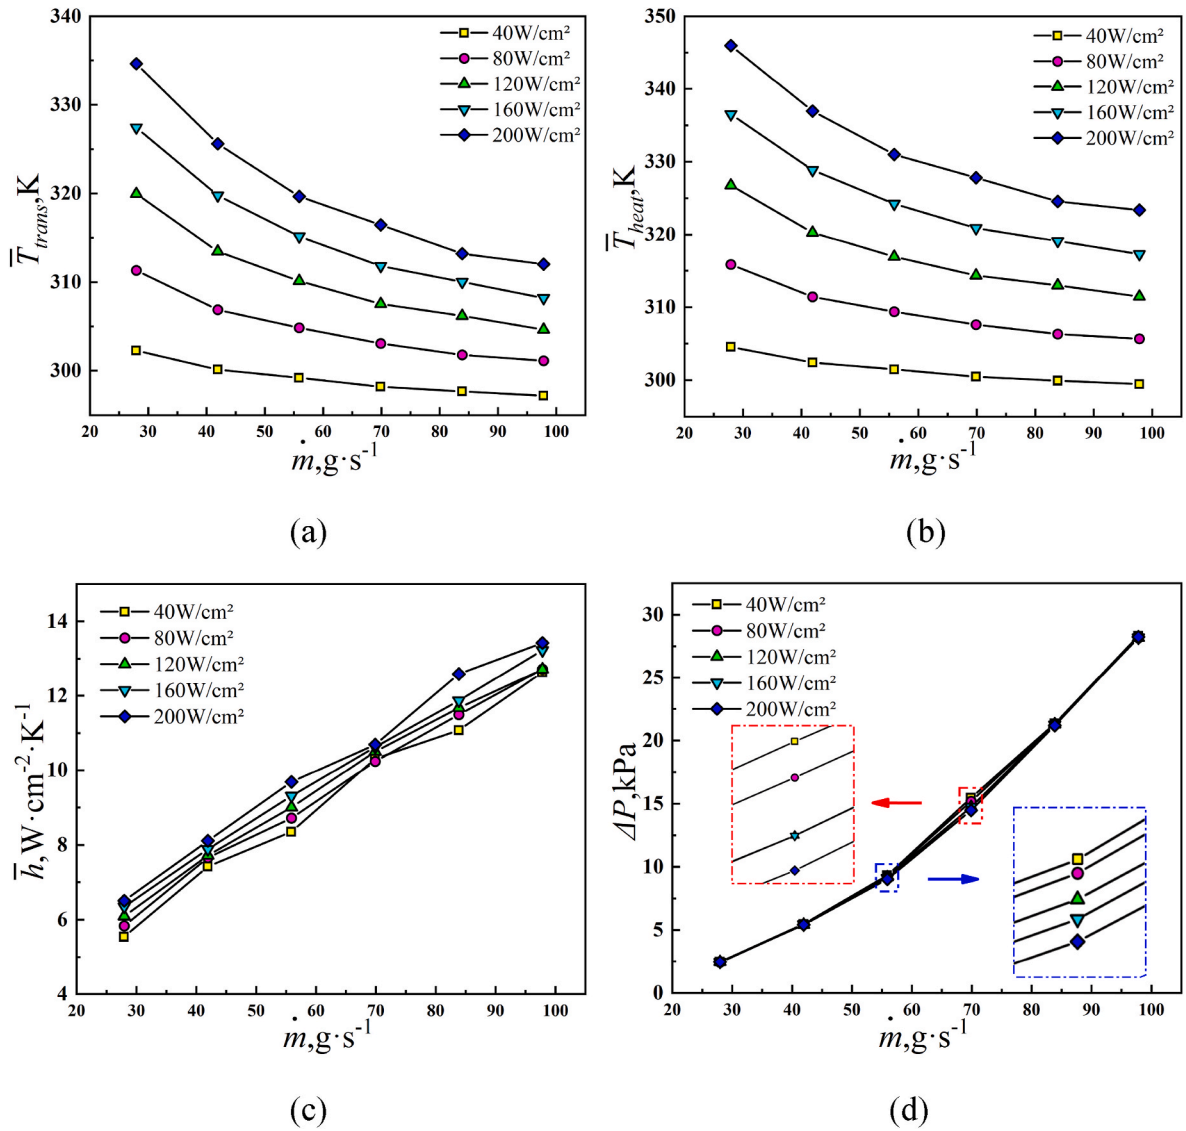 340
330
320
310
300
T̅trans,K
40W/cm²
80W/cm²
120W/cm²
160W/cm²
200W/cm²
20 30 40 50 60 70 80 90 100
ṁ,g·s⁻¹
(a)
350
340
330
320
310
300
T̅heat,K
40W/cm²
80W/cm²
120W/cm²
160W/cm²
200W/cm²
20 30 40 50 60 70 80 90 100
ṁ,g·s⁻¹
(b)
14
12
10
8
6
4
h̅,W·cm⁻²·K⁻¹
40W/cm²
80W/cm²
120W/cm²
160W/cm²
200W/cm²
20 30 40 50 60 70 80 90 100
ṁ,g·s⁻¹
(c)
30
25
20
15
10
5
0
ΔP,kPa
40W/cm²
80W/cm²
120W/cm²
160W/cm²
200W/cm²
20 30 40 50 60 70 80 90 100
ṁ,g·s⁻¹
(d)